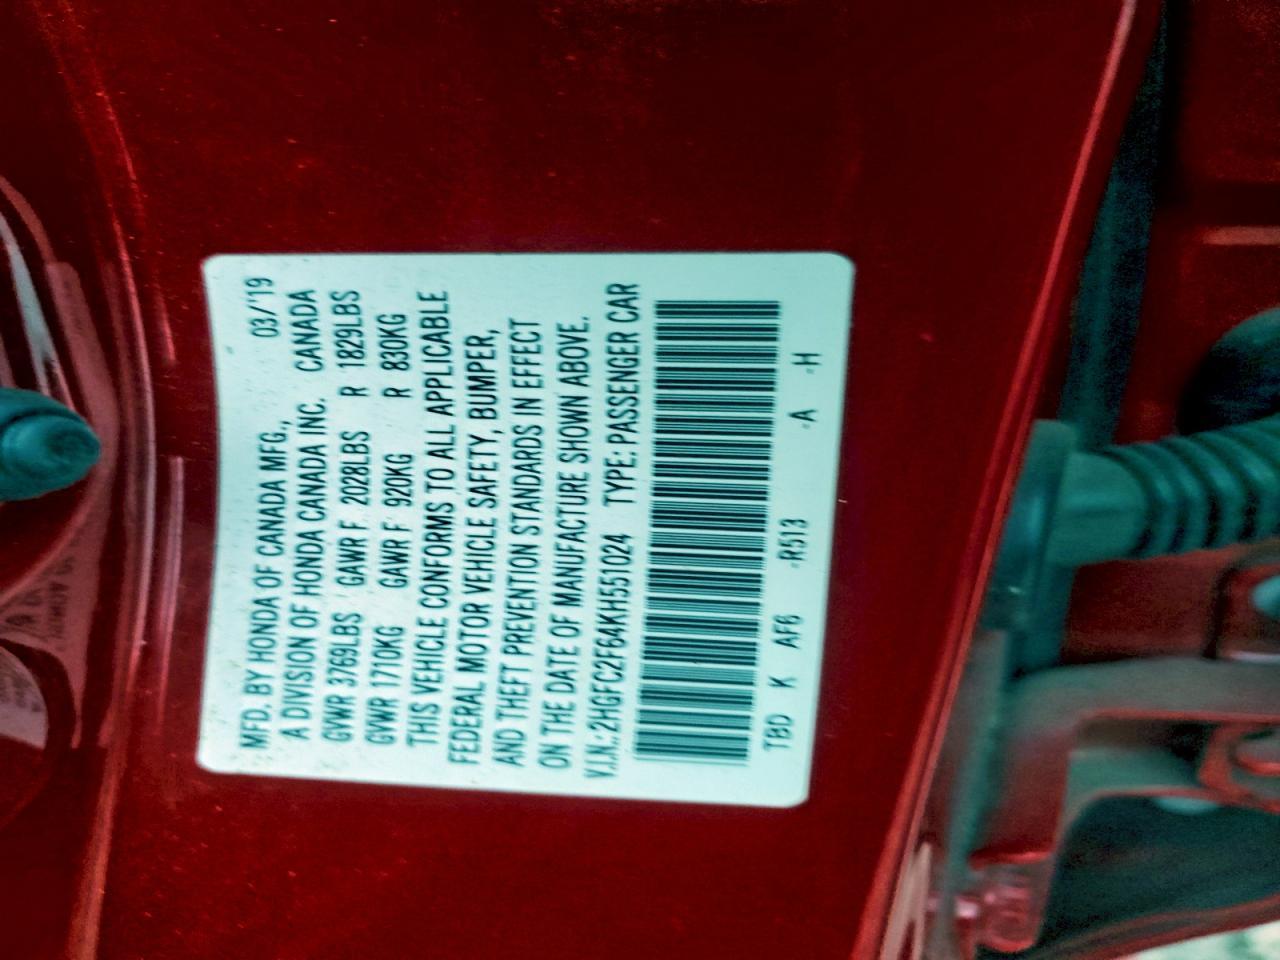 MFD. BY HONDA OF CANADA MFG., 03/'19
A DIVISION OF HONDA CANADA INC. CANADA
GVWR 3769LBS GAWR F 2028LBS R 1829LBS
GVWR 1710KG GAWR F 920KG R 830KG
THIS VEHICLE CONFORMS TO ALL APPLICABLE
FEDERAL MOTOR VEHICLE SAFETY, BUMPER,
AND THEFT PREVENTION STANDARDS IN EFFECT
ON THE DATE OF MANUFACTURE SHOWN ABOVE.
V.I.N.:2HGFC2F64KH551024 TYPE: PASSENGER CAR
TBD K AF6 -R513 -A -H